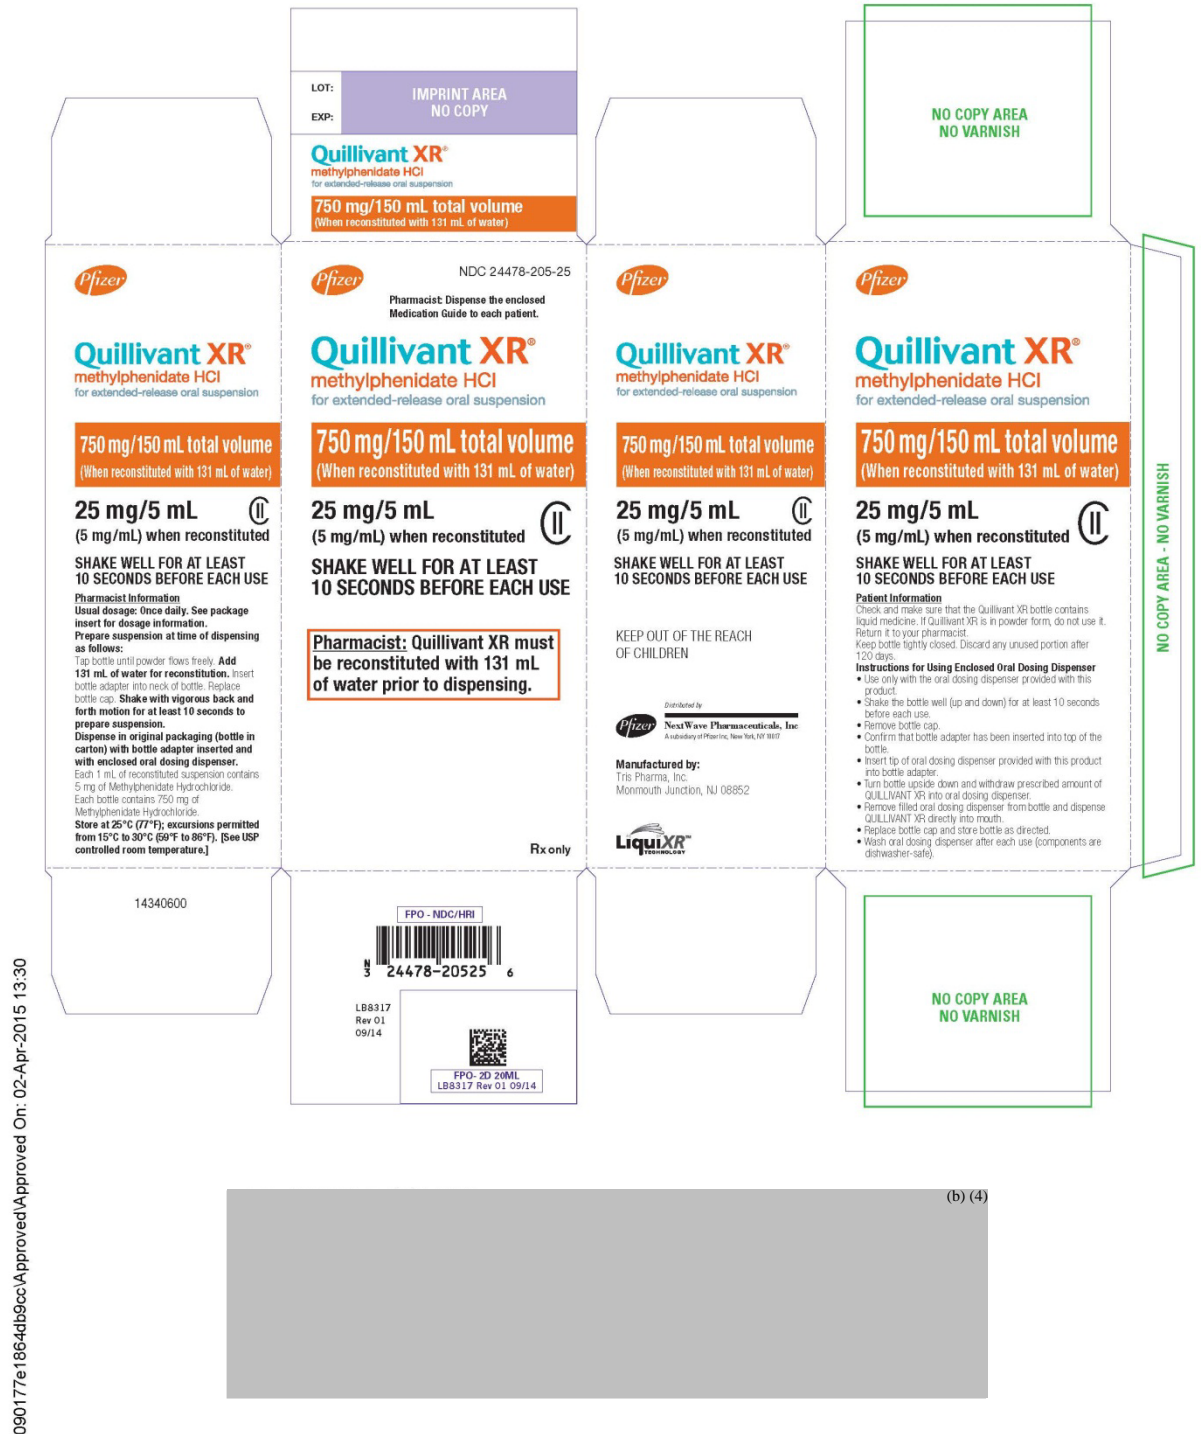 LOT:
EXP:
IMPRINT AREA
NO COPY
Quillivant XR®
methylphenidate HCl
for extended-release oral suspension
750 mg/150 mL total volume
(When reconstituted with 131 mL of water)
NO COPY AREA
NO VARNISH
Pfizer
Quillivant XR®
methylphenidate HCl
for extended-release oral suspension
750 mg/150 mL total volume
(When reconstituted with 131 mL of water)
25 mg/5 mL
CII
(5 mg/mL) when reconstituted
SHAKE WELL FOR AT LEAST
10 SECONDS BEFORE EACH USE
Pharmacist Information
Usual dosage: Once daily. See package
insert for dosage information.
Prepare suspension at time of dispensing
as follows:
Tap bottle until powder flows freely. Add
131 mL of water for reconstitution. Insert
bottle adapter into neck of bottle. Replace
bottle cap. Shake with vigorous back and
forth motion for at least 10 seconds to
prepare suspension.
Dispense in original packaging (bottle in
carton) with bottle adapter inserted and
with enclosed oral dosing dispenser.
Each 1 mL of reconstituted suspension contains
5 mg of Methylphenidate Hydrochloride.
Each bottle contains 750 mg of
Methylphenidate Hydrochloride.
Store at 25°C (77°F); excursions permitted
from 15°C to 30°C (59°F to 86°F). [See USP
controlled room temperature.]
14340600
Pfizer
NDC 24478-205-25
Pharmacist: Dispense the enclosed
Medication Guide to each patient.
Quillivant XR®
methylphenidate HCl
for extended-release oral suspension
750 mg/150 mL total volume
(When reconstituted with 131 mL of water)
25 mg/5 mL
CII
(5 mg/mL) when reconstituted
SHAKE WELL FOR AT LEAST
10 SECONDS BEFORE EACH USE
Pharmacist: Quillivant XR must
be reconstituted with 131 mL
of water prior to dispensing.
Rx only
FPO - NDC/HRI
N
3 24478-20525 6
LB8317
Rev 01
09/14
FPO- 2D 20ML
LB8317 Rev 01 09/14
Pfizer
Quillivant XR®
methylphenidate HCl
for extended-release oral suspension
750 mg/150 mL total volume
(When reconstituted with 131 mL of water)
25 mg/5 mL
CII
(5 mg/mL) when reconstituted
SHAKE WELL FOR AT LEAST
10 SECONDS BEFORE EACH USE
KEEP OUT OF THE REACH
OF CHILDREN
Distributed by
Pfizer
NextWave Pharmaceuticals, Inc
A subsidiary of Pfizer Inc, New York, NY 10017
Manufactured by:
Tris Pharma, Inc.
Monmouth Junction, NJ 08852
LiquiXR™
TECHNOLOGY
Pfizer
Quillivant XR®
methylphenidate HCl
for extended-release oral suspension
750 mg/150 mL total volume
(When reconstituted with 131 mL of water)
25 mg/5 mL
CII
(5 mg/mL) when reconstituted
SHAKE WELL FOR AT LEAST
10 SECONDS BEFORE EACH USE
Patient Information
Check and make sure that the Quillivant XR bottle contains
liquid medicine. If Quillivant XR is in powder form, do not use it.
Return it to your pharmacist.
Keep bottle tightly closed. Discard any unused portion after
120 days.
Instructions for Using Enclosed Oral Dosing Dispenser
• Use only with the oral dosing dispenser provided with this
product.
• Shake the bottle well (up and down) for at least 10 seconds
before each use.
• Remove bottle cap.
• Confirm that bottle adapter has been inserted into top of the
bottle.
• Insert tip of oral dosing dispenser provided with this product
into bottle adapter.
• Turn bottle upside down and withdraw prescribed amount of
QUILLIVANT XR into oral dosing dispenser.
• Remove filled oral dosing dispenser from bottle and dispense
QUILLIVANT XR directly into mouth.
• Replace bottle cap and store bottle as directed.
• Wash oral dosing dispenser after each use (components are
dishwasher-safe).
NO COPY AREA - NO VARNISH
NO COPY AREA
NO VARNISH
090177e1864db9cc\Approved\Approved On: 02-Apr-2015 13:30
(b) (4)